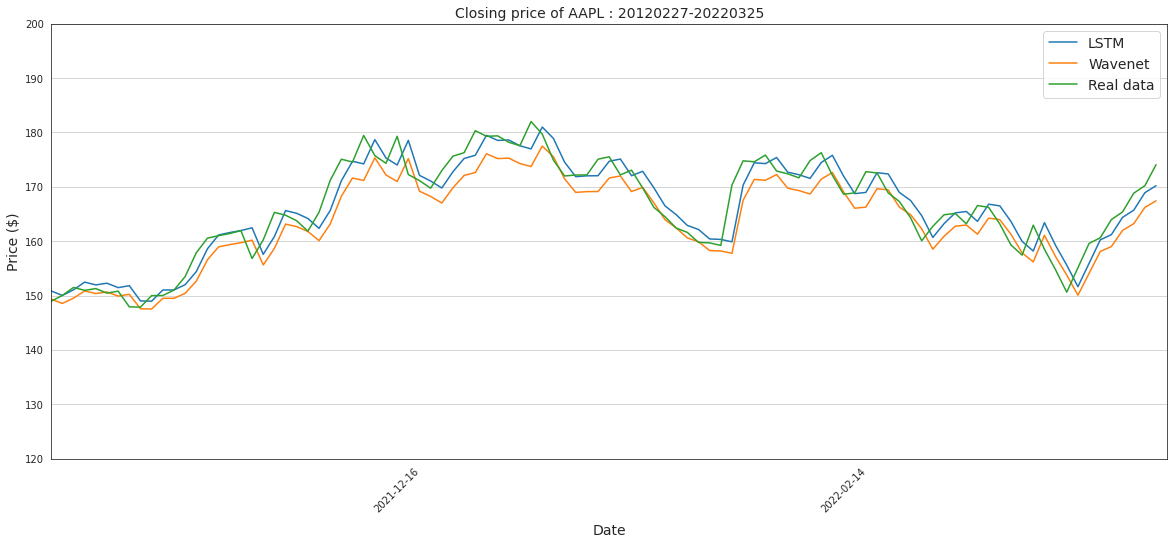 Closing price of AAPL : 20120227-20220325
LSTM
Wavenet
Real data
Price ($)
200
190
180
170
160
150
140
130
120
2021-12-16
2022-02-14
Date